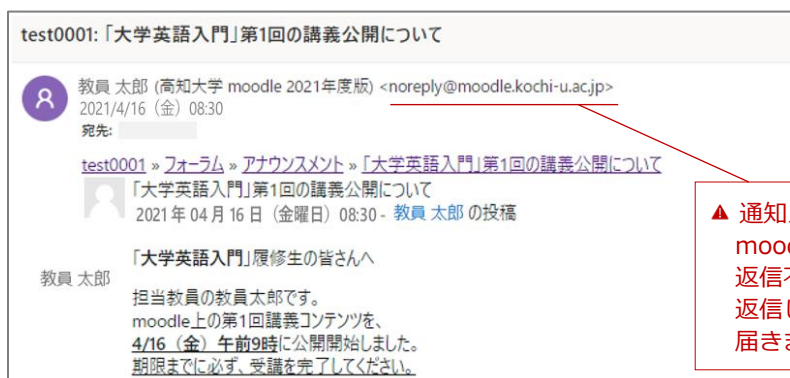 test0001: 「大学英語入門」第1回の講義公開について
教員 太郎 (高知大学 moodle 2021年度版) <noreply@moodle.kochi-u.ac.jp>
A
2021/4/16（金）08:30
宛先:
test0001 » フォーラム » アナウンスメント » 「大学英語入門」第1回の講義公開について
「大学英語入門」第1回の講義公開について
2021年 04月 16日（金曜日）08:30 - 教員 太郎 の投稿
教員 太郎
「大学英語入門」履修生の皆さんへ
担当教員の教員太郎です。
moodle上の第1回講義コンテンツを、
4/16（金）午前9時に公開開始しました。
期限までに必ず、受講を完了してください。
通知
返信
届き